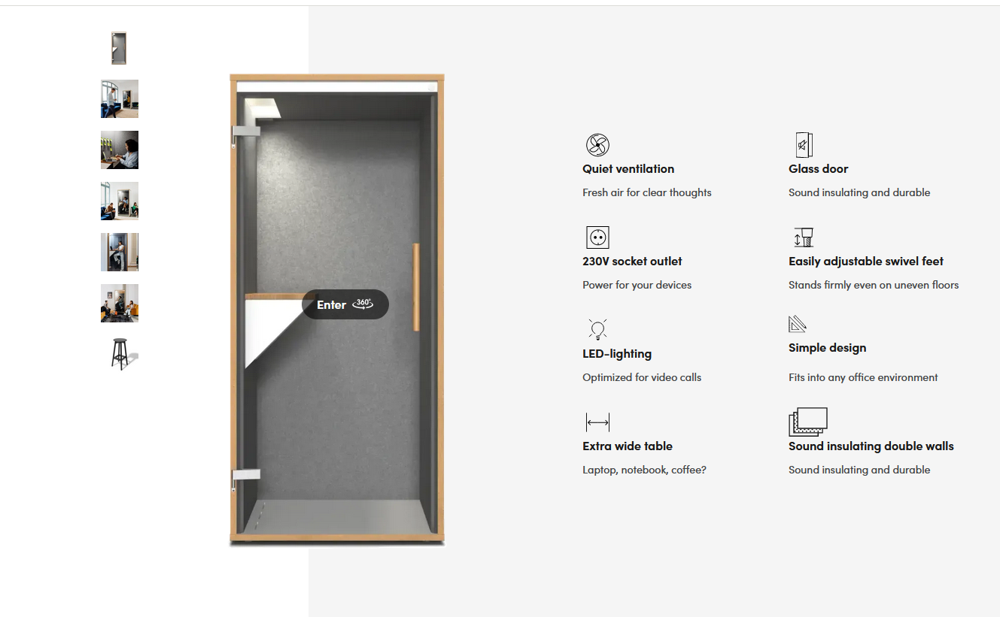 Enter 360°
Quiet ventilation
Fresh air for clear thoughts
Glass door
Sound insulating and durable
230V socket outlet
Power for your devices
Easily adjustable swivel feet
Stands firmly even on uneven floors
LED-lighting
Optimized for video calls
Simple design
Fits into any office environment
Extra wide table
Laptop, notebook, coffee?
Sound insulating double walls
Sound insulating and durable